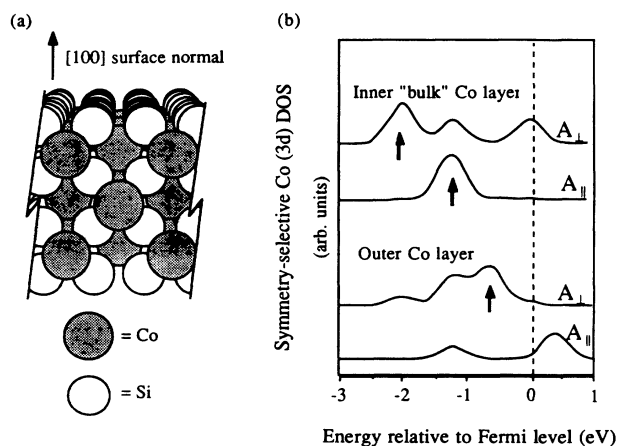 (a)
[100] surface normal
= Co
= Si
(b)
Symmetry-selective Co (3d) DOS
(arb. units)
Inner "bulk" Co layer
A⊥
A∥
Outer Co layer
A⊥
A∥
-3 -2 -1 0 1
Energy relative to Fermi level (eV)